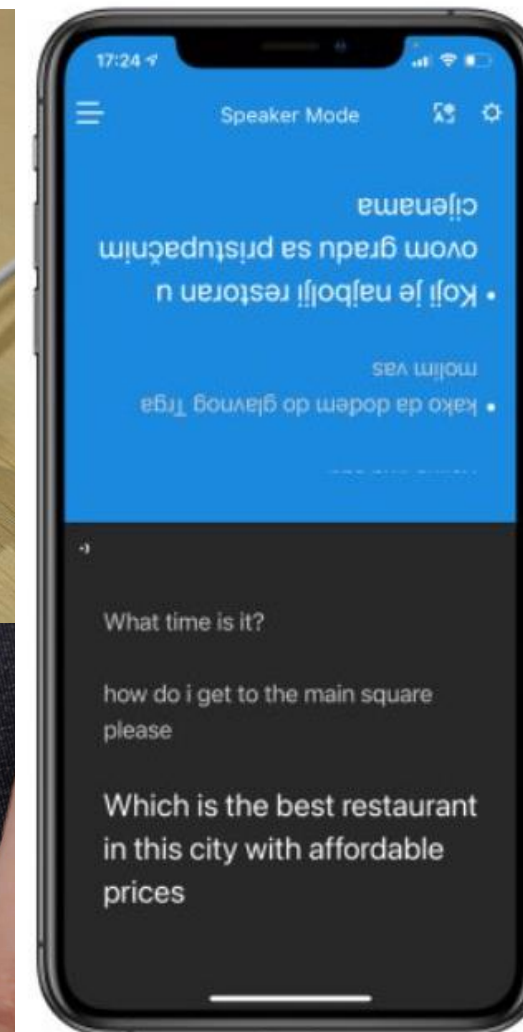 17:24
Speaker Mode
• Koji je najbolji restoran u
ovom gradu sa pristupačnim
cijenama
• kako da dođem do glavnog Trga
molim vas
What time is it?
how do i get to the main square
please
Which is the best restaurant
in this city with affordable
prices